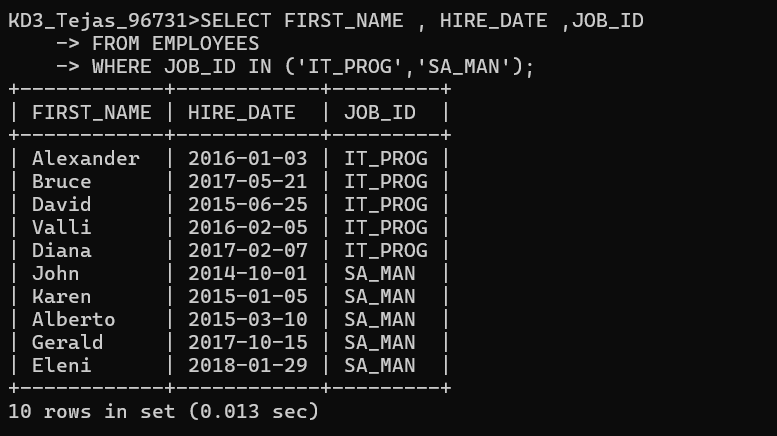 KD3_Tejas_96731>SELECT FIRST_NAME , HIRE_DATE ,JOB_ID
    -> FROM EMPLOYEES
    -> WHERE JOB_ID IN ('IT_PROG','SA_MAN');
+------------+------------+---------+
| FIRST_NAME | HIRE_DATE  | JOB_ID  |
+------------+------------+---------+
| Alexander  | 2016-01-03 | IT_PROG |
| Bruce      | 2017-05-21 | IT_PROG |
| David      | 2015-06-25 | IT_PROG |
| Valli      | 2016-02-05 | IT_PROG |
| Diana      | 2017-02-07 | IT_PROG |
| John       | 2014-10-01 | SA_MAN  |
| Karen      | 2015-01-05 | SA_MAN  |
| Alberto    | 2015-03-10 | SA_MAN  |
| Gerald     | 2017-10-15 | SA_MAN  |
| Eleni      | 2018-01-29 | SA_MAN  |
+------------+------------+---------+
10 rows in set (0.013 sec)